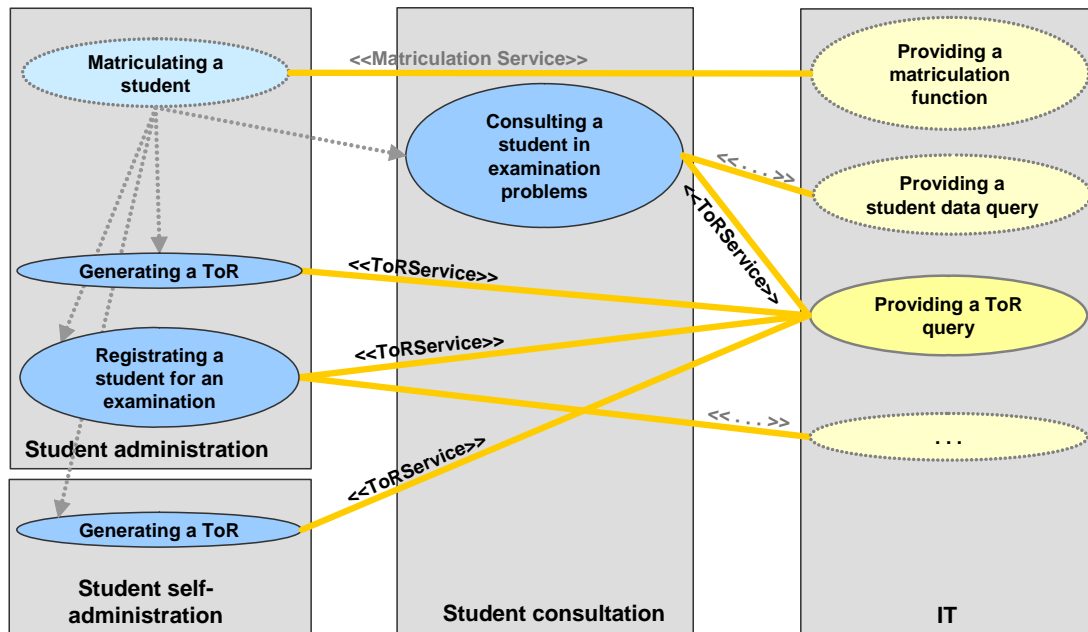 Matriculating a
student
<<Matriculation Service>>
Providing a
matriculation
function
Consulting a
student in
examination
problems
<<...>>
Providing a
student data query
<<ToRService>>
Generating a ToR
<<ToRService>>
Providing a ToR
query
Registrating a
student for an
examination
<<ToRService>>
<<...>>
...
Student administration
<<ToRService>>
Generating a ToR
Student self-
administration
Student consultation
IT